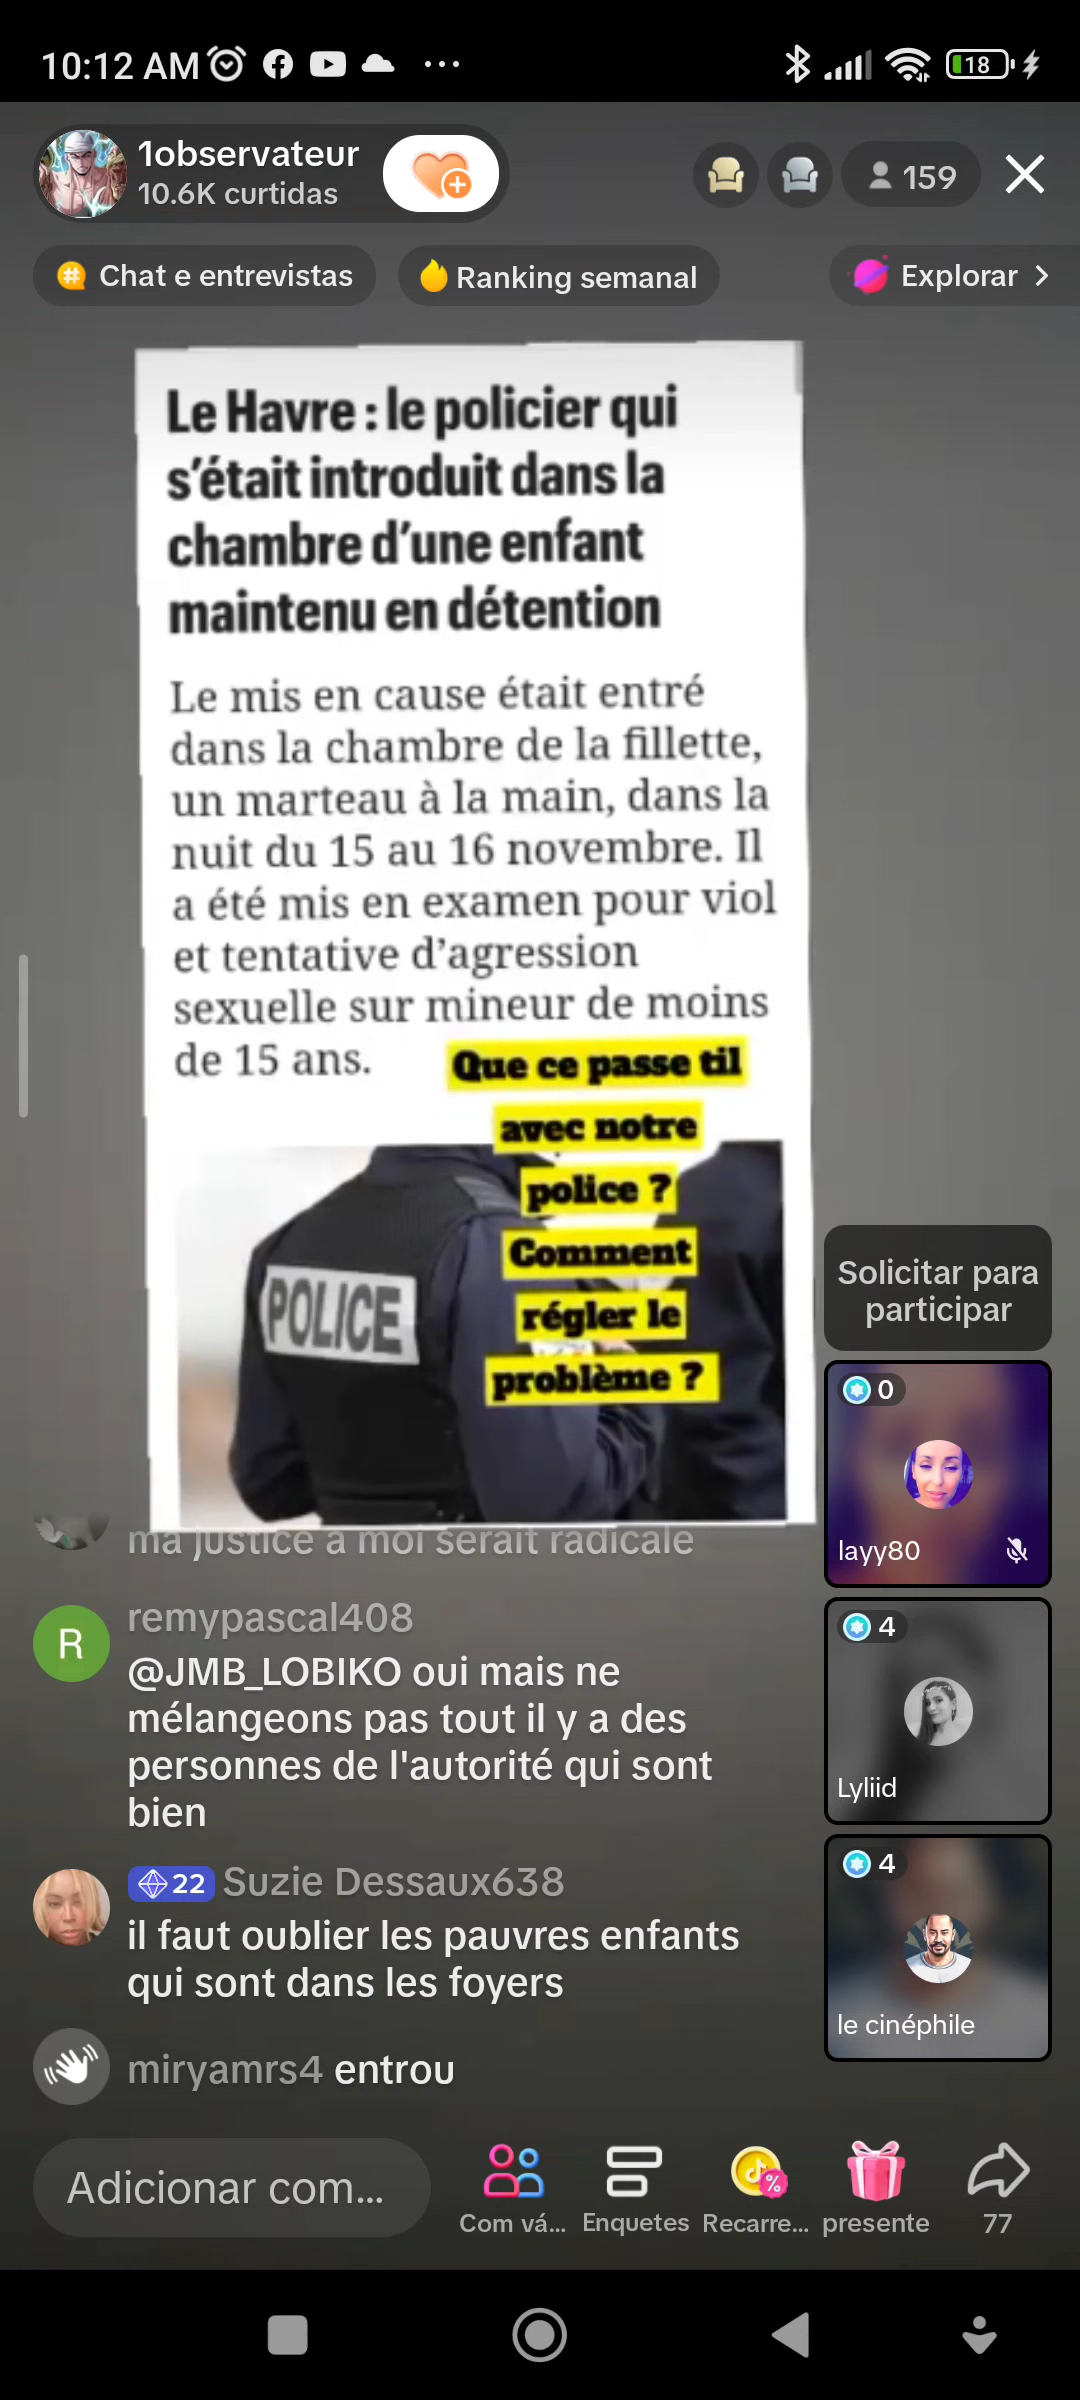 10:12 AM
18
1observateur
10.6K curtidas
159
Chat e entrevistas
Ranking semanal
Explorar
Le Havre : le policier qui
s'était introduit dans la
chambre d'une enfant
maintenu en détention
Le mis en cause était entré
dans la chambre de la fillette,
un marteau à la main, dans la
nuit du 15 au 16 novembre. Il
a été mis en examen pour viol
et tentative d'agression
sexuelle sur mineur de moins
de 15 ans.
Que ce passe til
avec notre
police ?
Comment
régler le
problème ?
POLICE
Solicitar para
participar
0
layy80
4
Lyliid
4
le cinéphile
ma justice a moi serait radicale
R
remypascal408
@JMB_LOBIKO oui mais ne
mélangeons pas tout il y a des
personnes de l'autorité qui sont
bien
22 Suzie Dessaux638
il faut oublier les pauvres enfants
qui sont dans les foyers
miryamrs4 entrou
Adicionar com...
Com vá...
Enquetes
Recarre...
presente
77